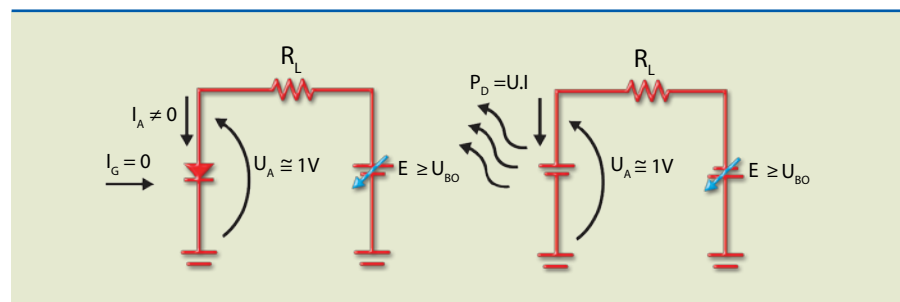 R_L
I_A ≠ 0
I_G = 0
U_A ≅ 1V
E ≥ U_BO
P_D =U.I
R_L
U_A ≅ 1V
E ≥ U_BO